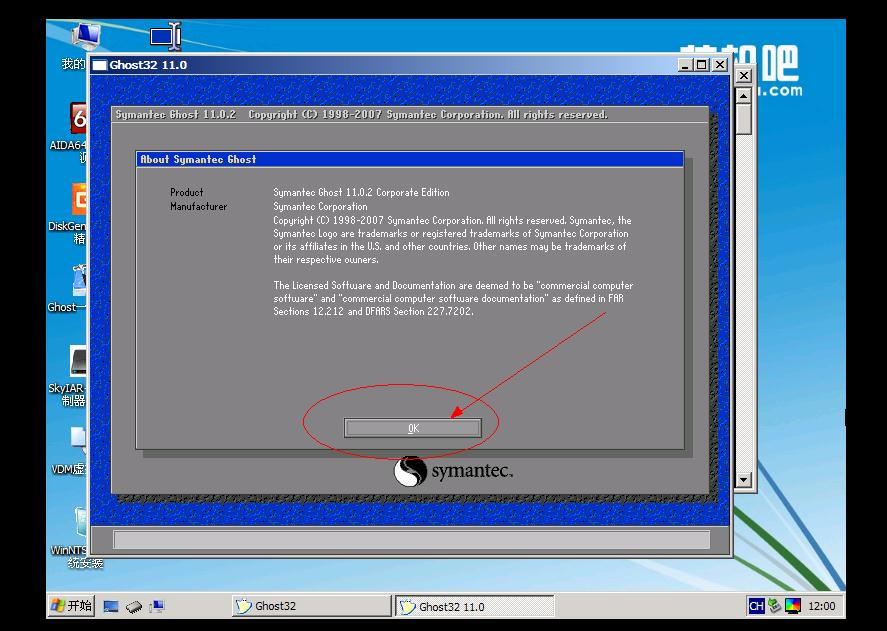 我的
Ghost32 11.0
.com
Symantec Ghost 11.0.2 Copyright (C) 1998-2007 Symantec Corporation. All rights reserved.
About Symantec Ghost
AIDA64
Product Symantec Ghost 11.0.2 Corporate Edition
Manufacturer Symantec Corporation
Copyright (C) 1998-2007 Symantec Corporation. All rights reserved. Symantec, the
Symantec Logo are trademarks or registered trademarks of Symantec Corporation
or its affiliates in the U.S. and other countries. Other names may be trademarks of
their respective owners.
DiskGen
精
The Licensed Software and Documentation are deemed to be "commercial computer
software" and "commercial computer software documentation" as defined in FAR
Sections 12.212 and DFARS Section 227.7202.
Ghost
SkyIAR
制器
OK
VDM虚
symantec.
WinNTS
统安装
开始
Ghost32
Ghost32 11.0
CH
12:00